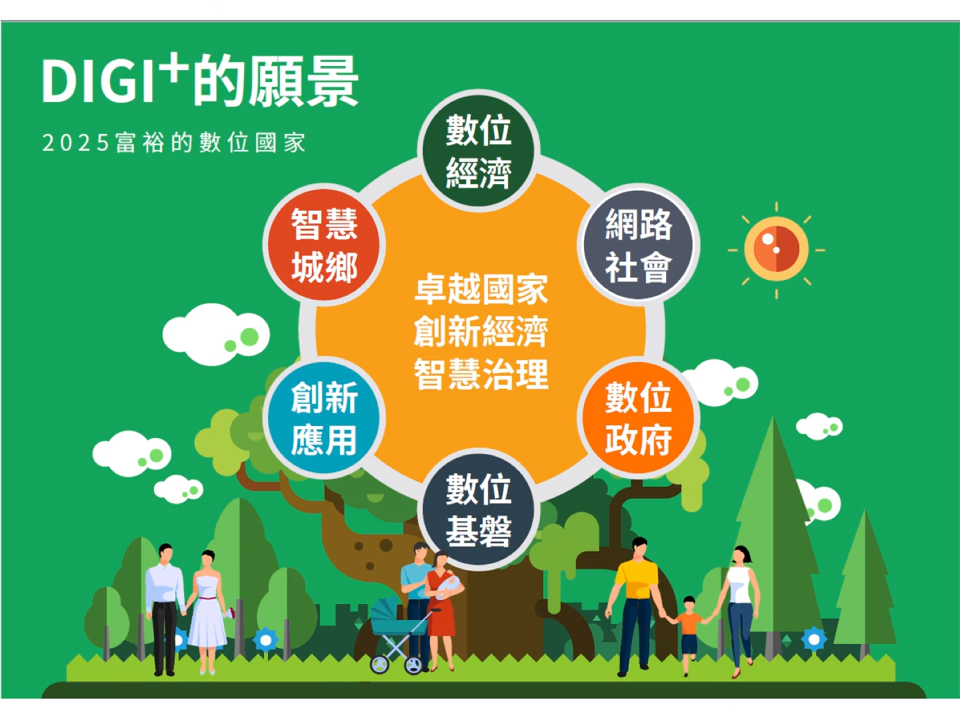 DIGI+的願景
2025富裕的數位國家
數位
經濟
智慧
城鄉
網路
社會
卓越國家
創新經濟
智慧治理
創新
應用
數位
政府
數位
基磐